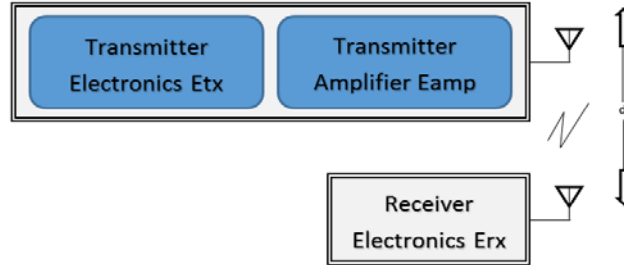 Transmitter
Electronics Etx
Transmitter
Amplifier Eamp
d
Receiver
Electronics Erx